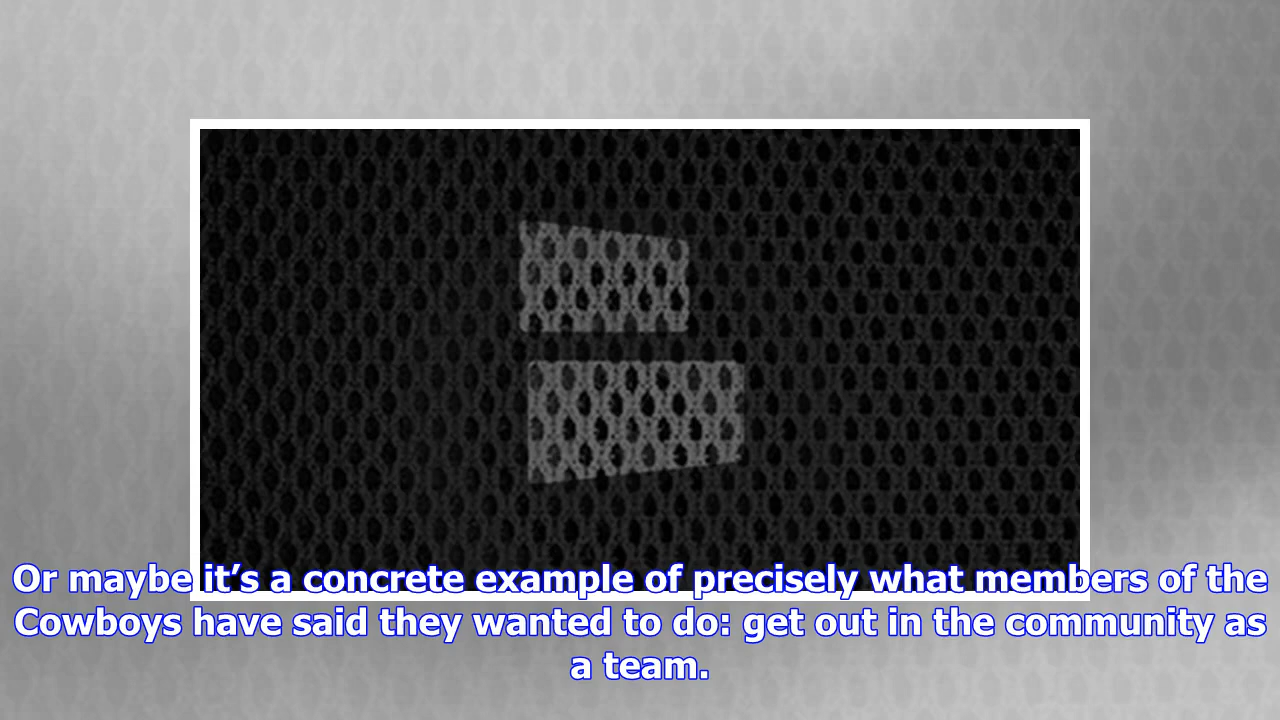 Or maybe it’s a concrete example of precisely what members of the
Cowboys have said they wanted to do: get out in the community as
a team.